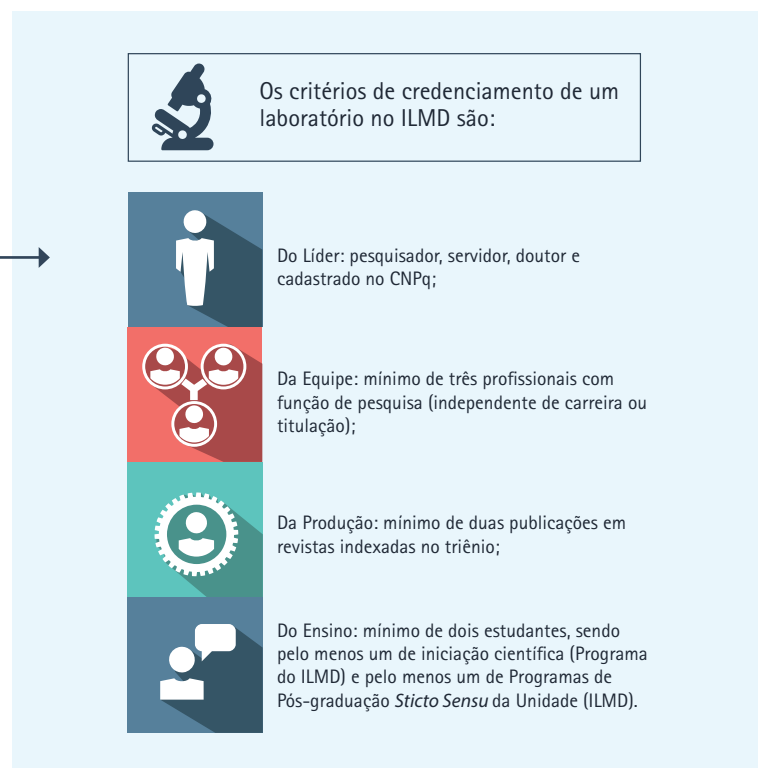 Os critérios de credenciamento de um
laboratório no ILMD são:
Do Líder: pesquisador, servidor, doutor e
cadastrado no CNPq;
Da Equipe: mínimo de três profissionais com
função de pesquisa (independente de carreira ou
titulação);
Da Produção: mínimo de duas publicações em
revistas indexadas no triênio;
Do Ensino: mínimo de dois estudantes, sendo
pelo menos um de iniciação científica (Programa
do ILMD) e pelo menos um de Programas de
Pós-graduação Sticto Sensu da Unidade (ILMD).